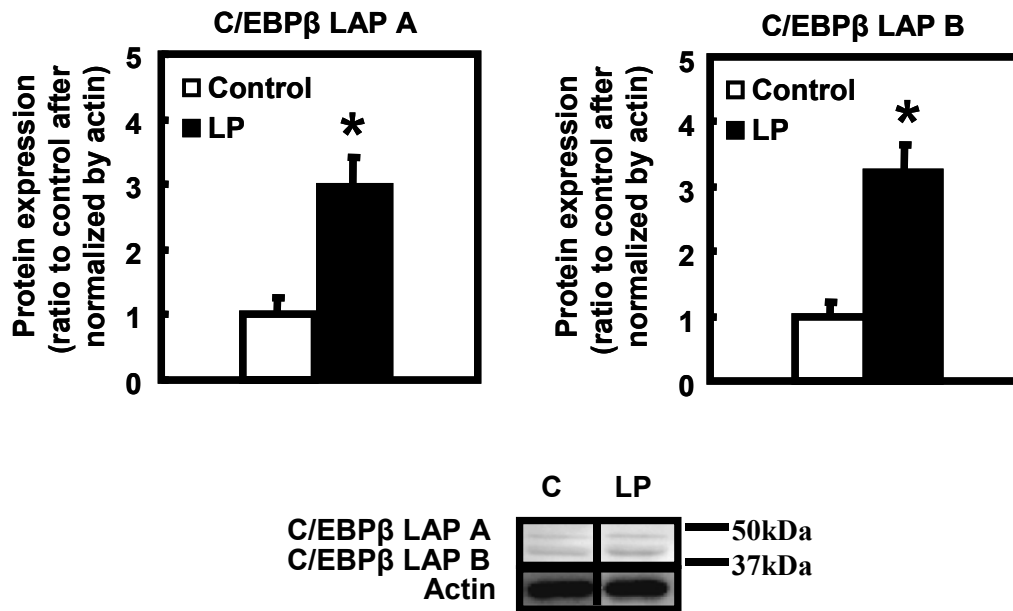 C/EBPβ LAP A
Protein expression
(ratio to control after
normalized by actin)
5
4
3
2
1
0
Control
LP
*
C/EBPβ LAP B
Protein expression
(ratio to control after
normalized by actin)
5
4
3
2
1
0
Control
LP
*
C LP
C/EBPβ LAP A
C/EBPβ LAP B
Actin
50kDa
37kDa